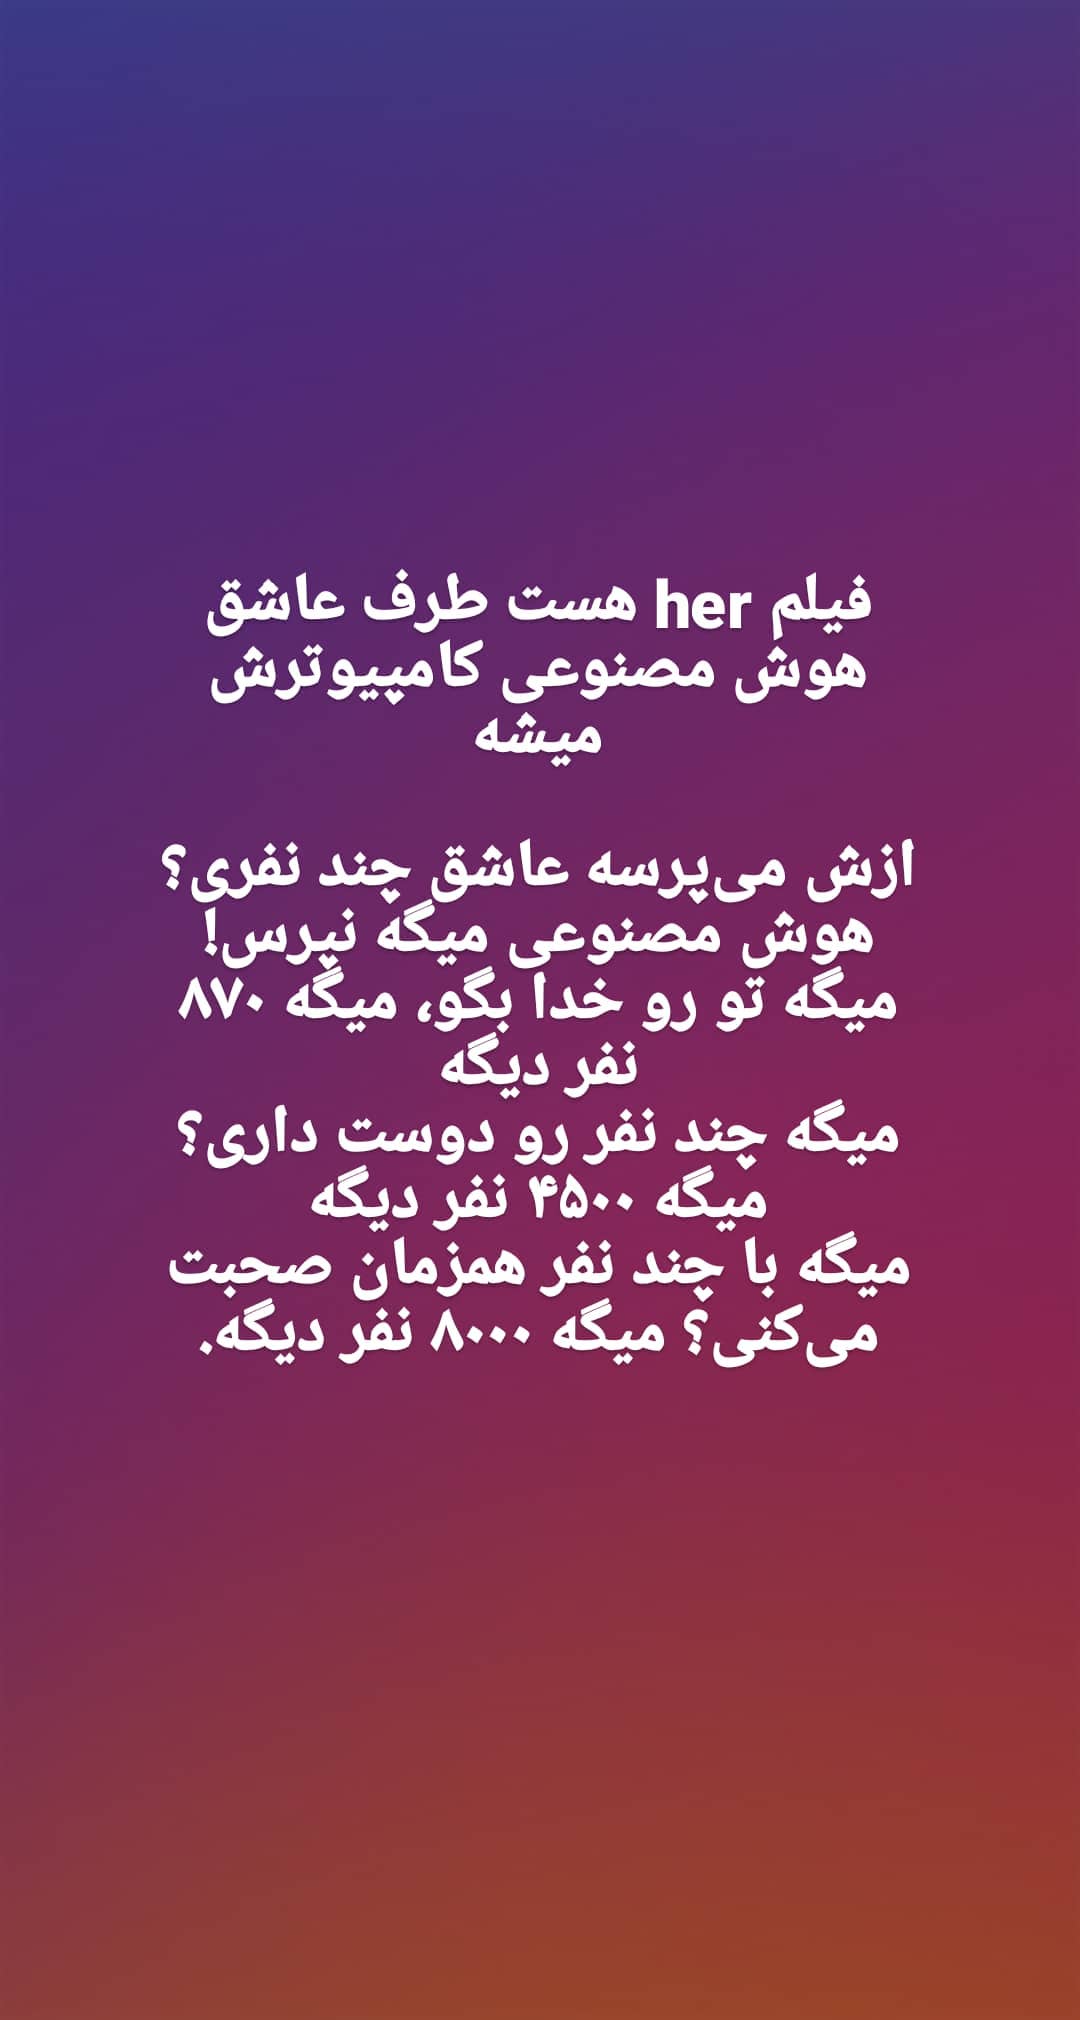 فیلم her هست طرف عاشق
هوش مصنوعی کامپیوترش
میشه
ازش می‌پرسه عاشق چند نفری؟
هوش مصنوعی میگه نپرس!
میگه تو رو خدا بگو، میگه ۸۷۰
نفر دیگه
میگه چند نفر رو دوست داری؟
میگه ۴۵۰۰ نفر دیگه
میگه با چند نفر همزمان صحبت
می‌کنی؟ میگه ۸۰۰۰ نفر دیگه.